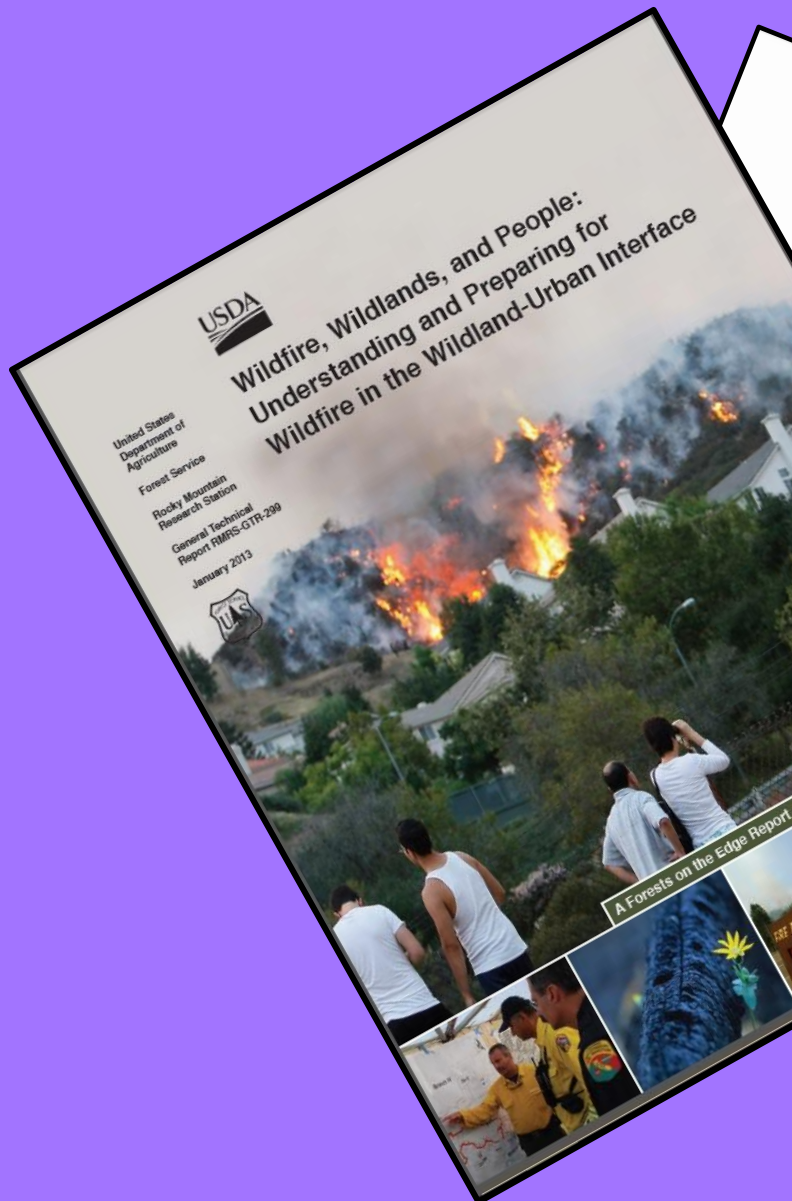 USDA
Wildfire, Wildlands, and People:
Understanding and Preparing for
Wildfire in the Wildland-Urban Interface
United States
Department of
Agriculture
Forest Service
Rocky Mountain
Research Station
General Technical
Report RMRS-GTR-299
January 2013
U S
A Forests on the Edge Report